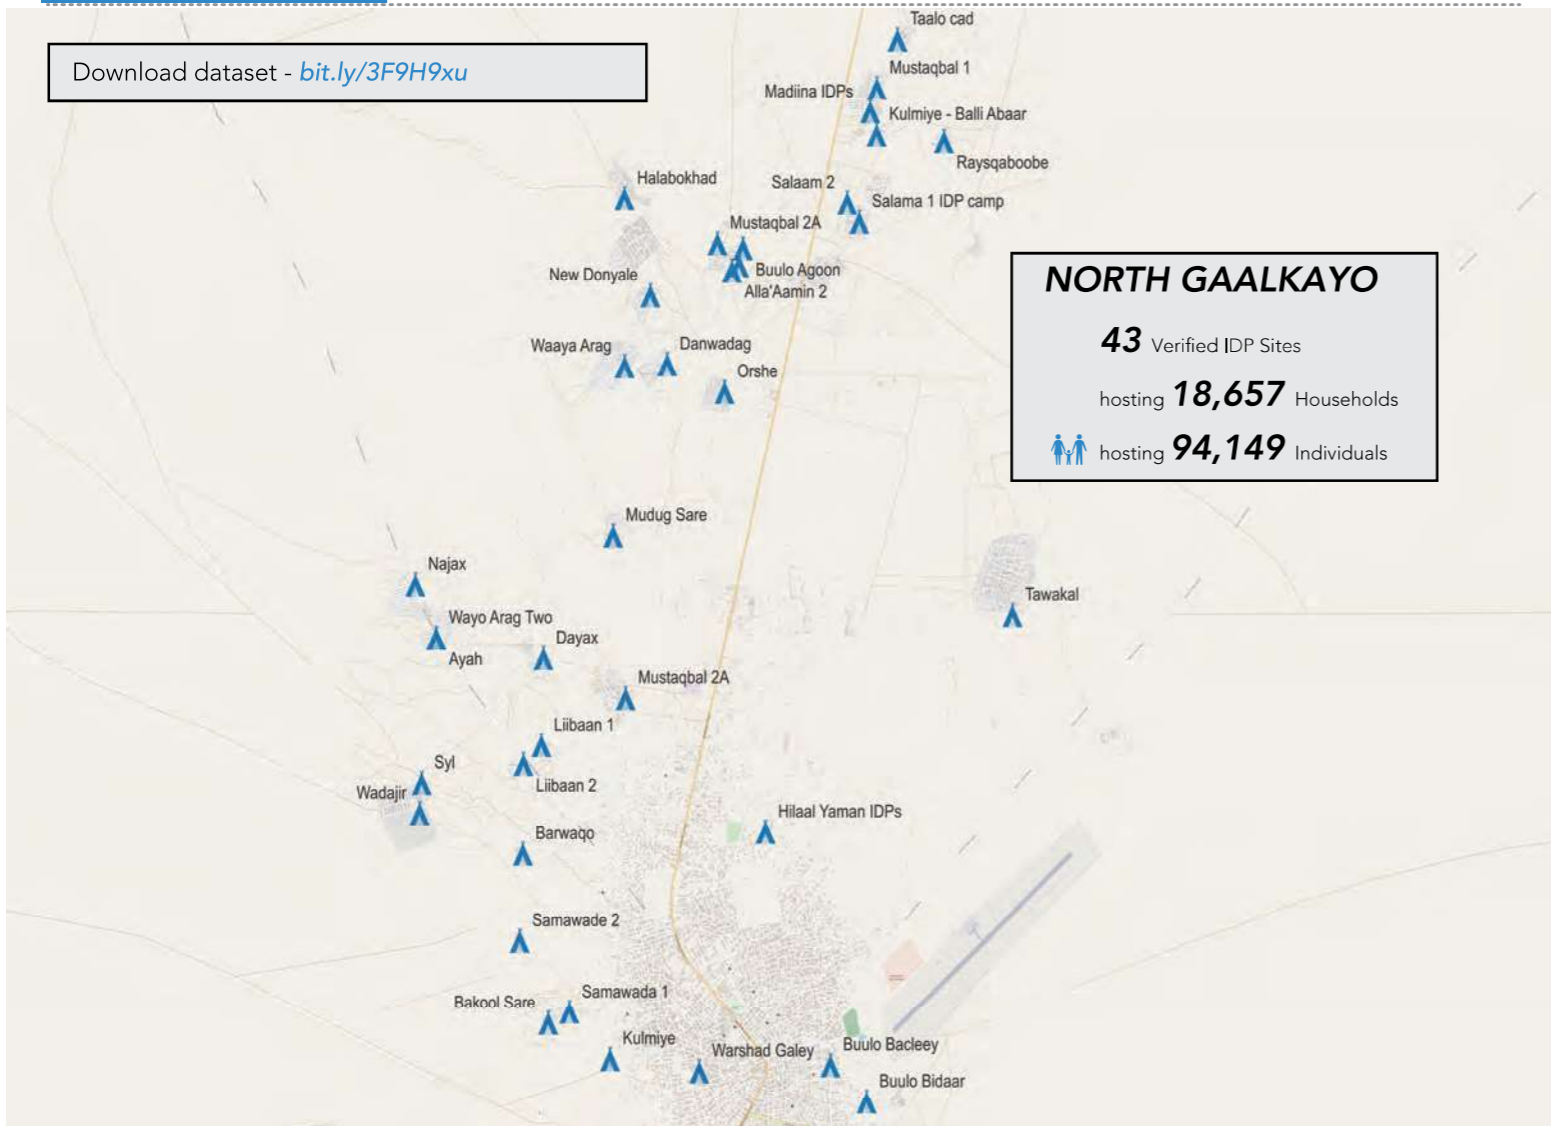 Taalo cad
Download dataset - bit.ly/3F9H9xu
Mustaqbal 1
Madiina IDPs
Kulmiye - Balli Abaar
Raysqaboobe
Halabokhad
Salaam 2
Salama 1 IDP camp
Mustaqbal 2A
New Donyale
Buulo Agoon
Alla'Aamin 2
NORTH GAALKAYO
43 Verified IDP Sites
hosting 18,657 Households
hosting 94,149 Individuals
Waaya Arag
Danwadag
Orshe
Mudug Sare
Najax
Tawakal
Wayo Arag Two
Dayax
Ayah
Mustaqbal 2A
Liibaan 1
Syl
Liibaan 2
Wadajir
Hilaal Yaman IDPs
Barwaqo
Samawade 2
Samawada 1
Bakool Sare
Kulmiye
Warshad Galey
Buulo Bacleey
Buulo Bidaar